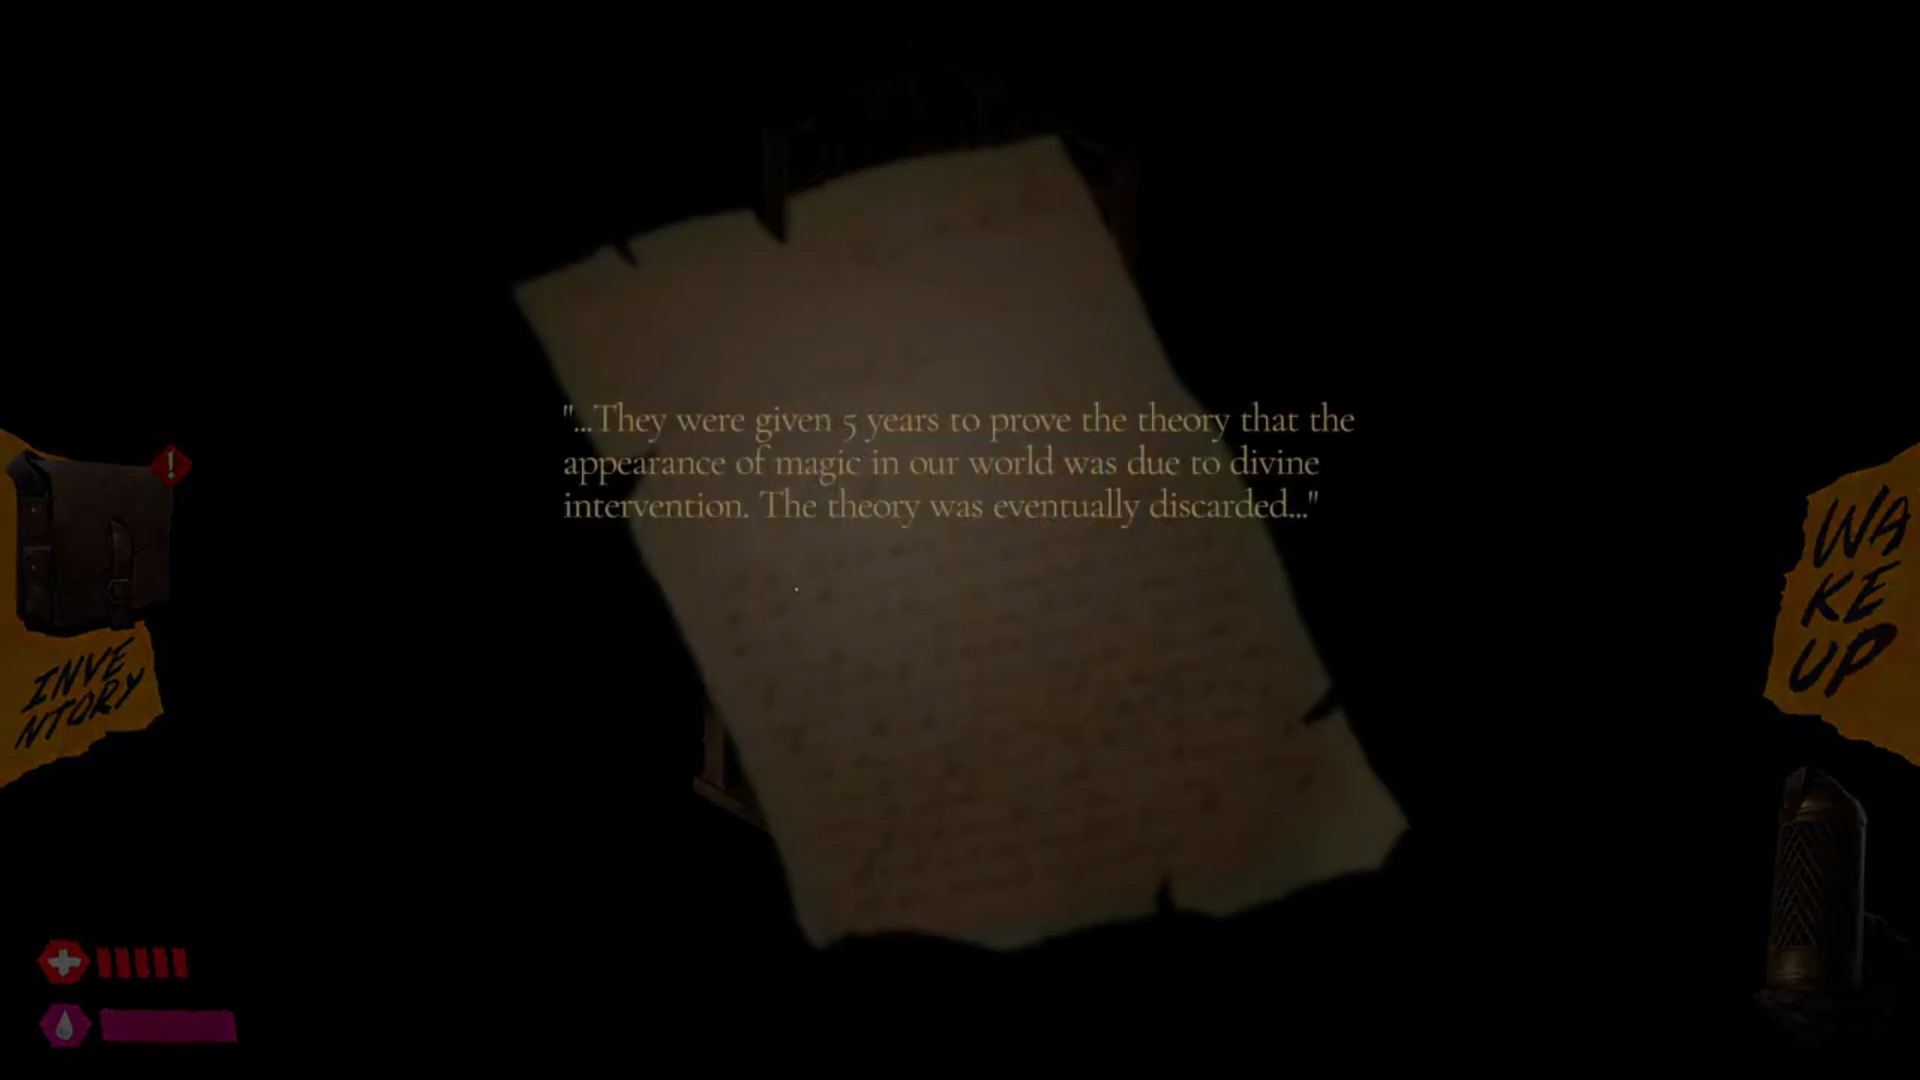 "...They were given 5 years to prove the theory that the
appearance of magic in our world was due to divine
intervention. The theory was eventually discarded..."
INVE
NTORY
WA
KE
UP
!